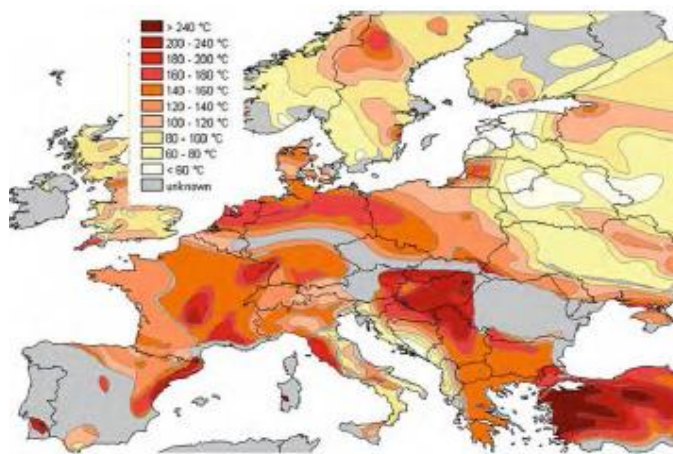 > 240 °C
200 - 240 °C
180 - 200 °C
160 - 180 °C
140 - 160 °C
120 - 140 °C
100 - 120 °C
80 - 100 °C
60 - 80 °C
< 60 °C
unknown